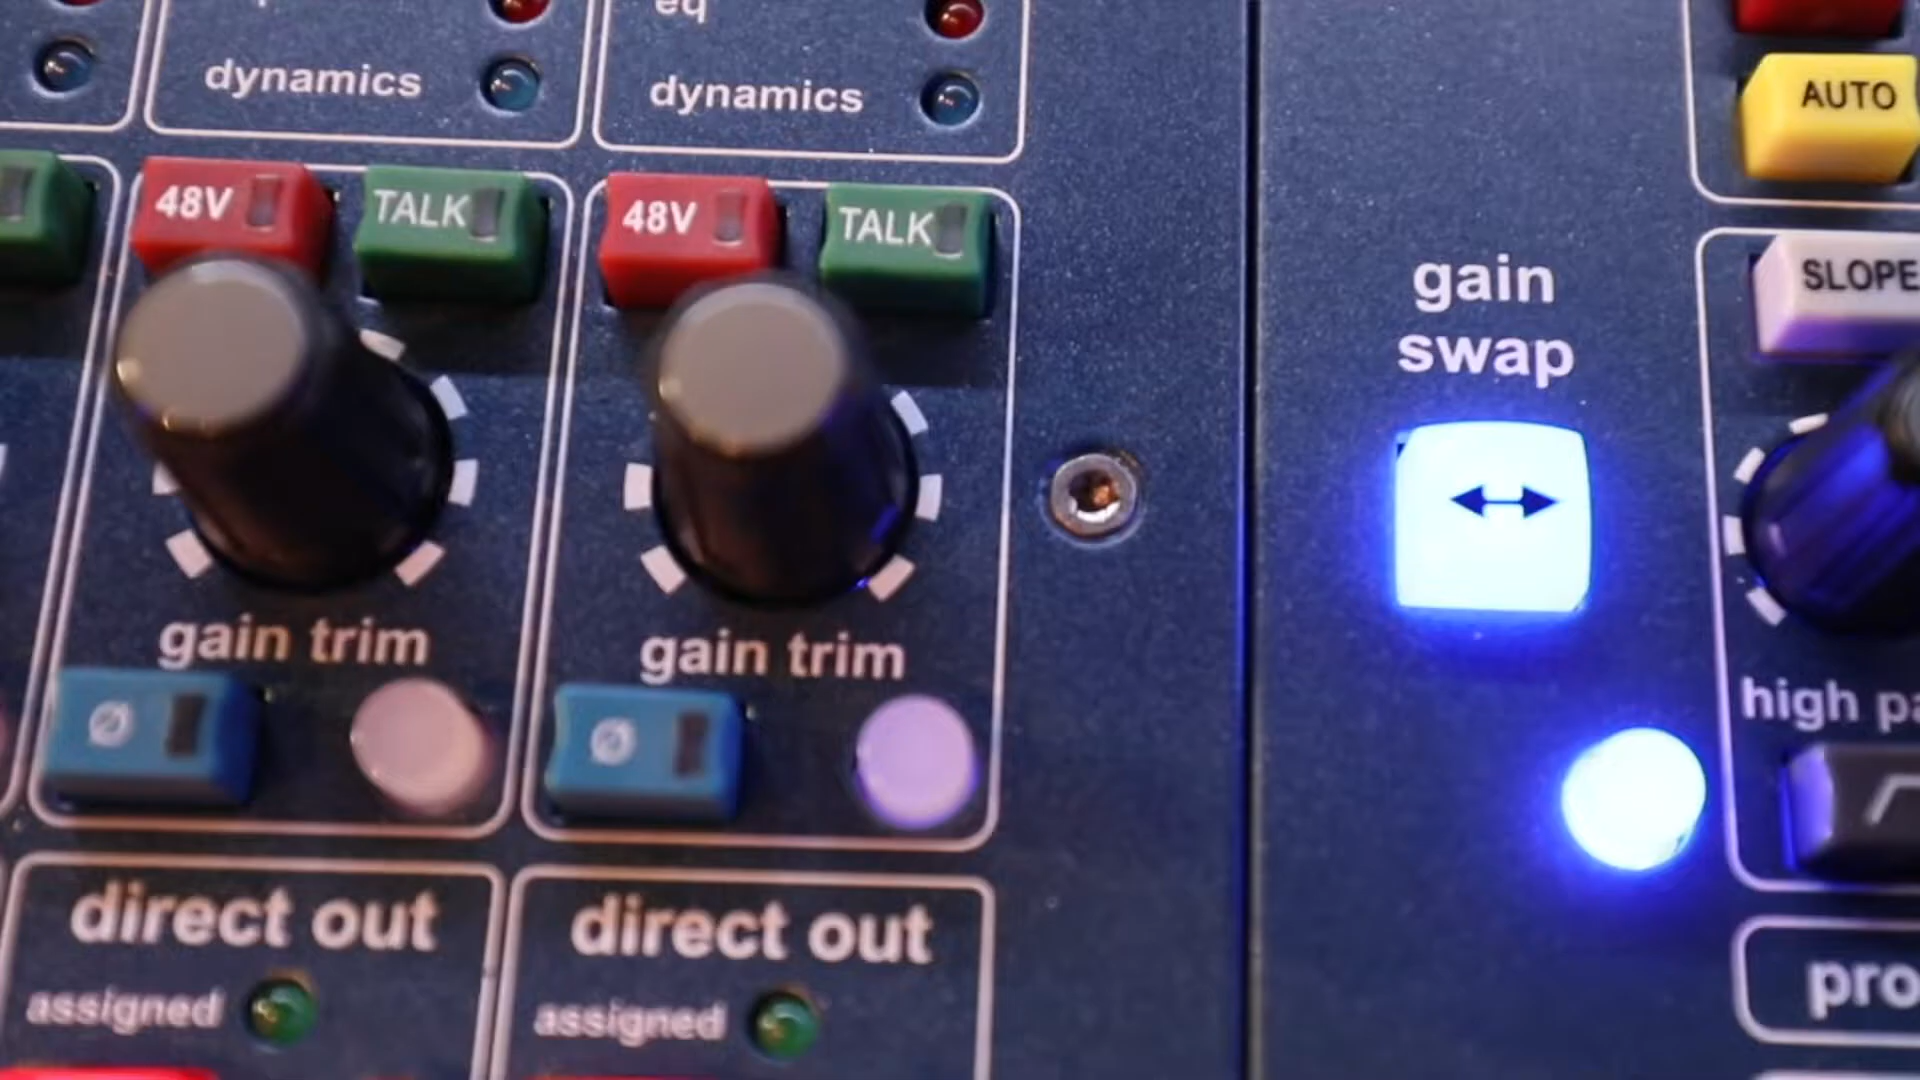 eq
dynamics
dynamics
AUTO
48V
TALK
48V
TALK
gain
swap
SLOPE
gain trim
gain trim
high pa
Ø
Ø
direct out
direct out
assigned
assigned
pro